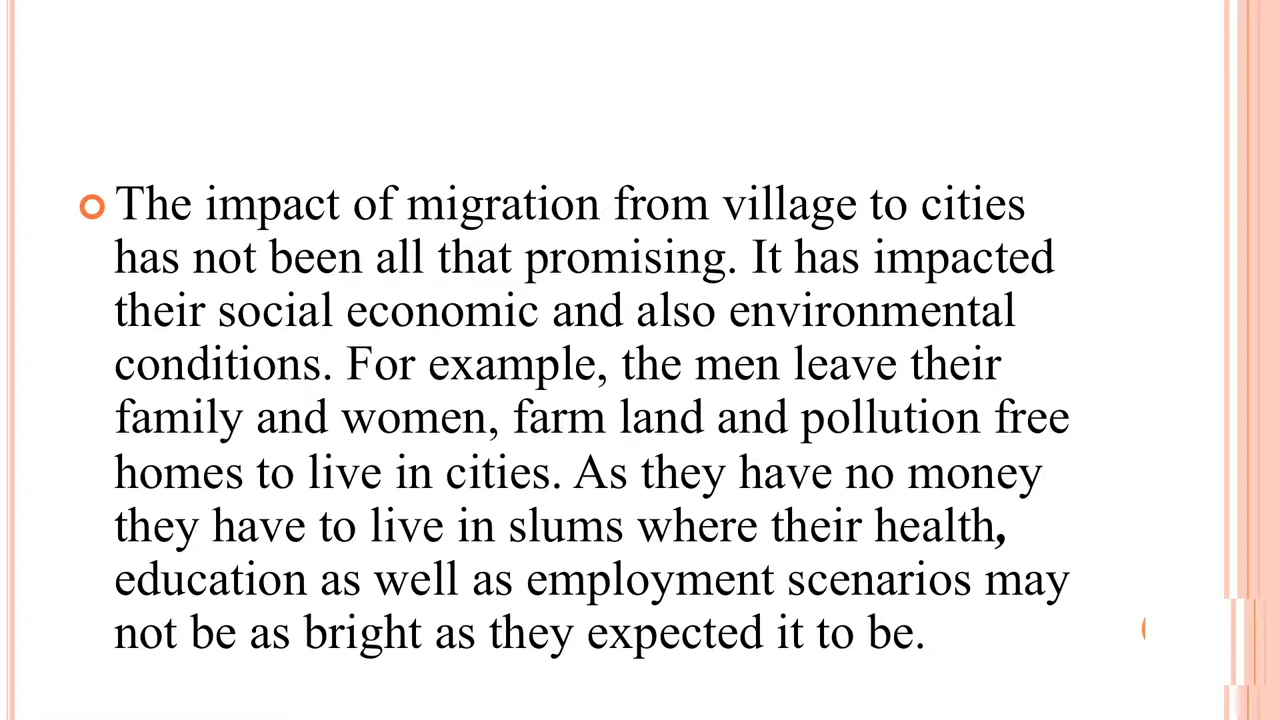 The impact of migration from village to cities
has not been all that promising. It has impacted
their social economic and also environmental
conditions. For example, the men leave their
family and women, farm land and pollution free
homes to live in cities. As they have no money
they have to live in slums where their health,
education as well as employment scenarios may
not be as bright as they expected it to be.